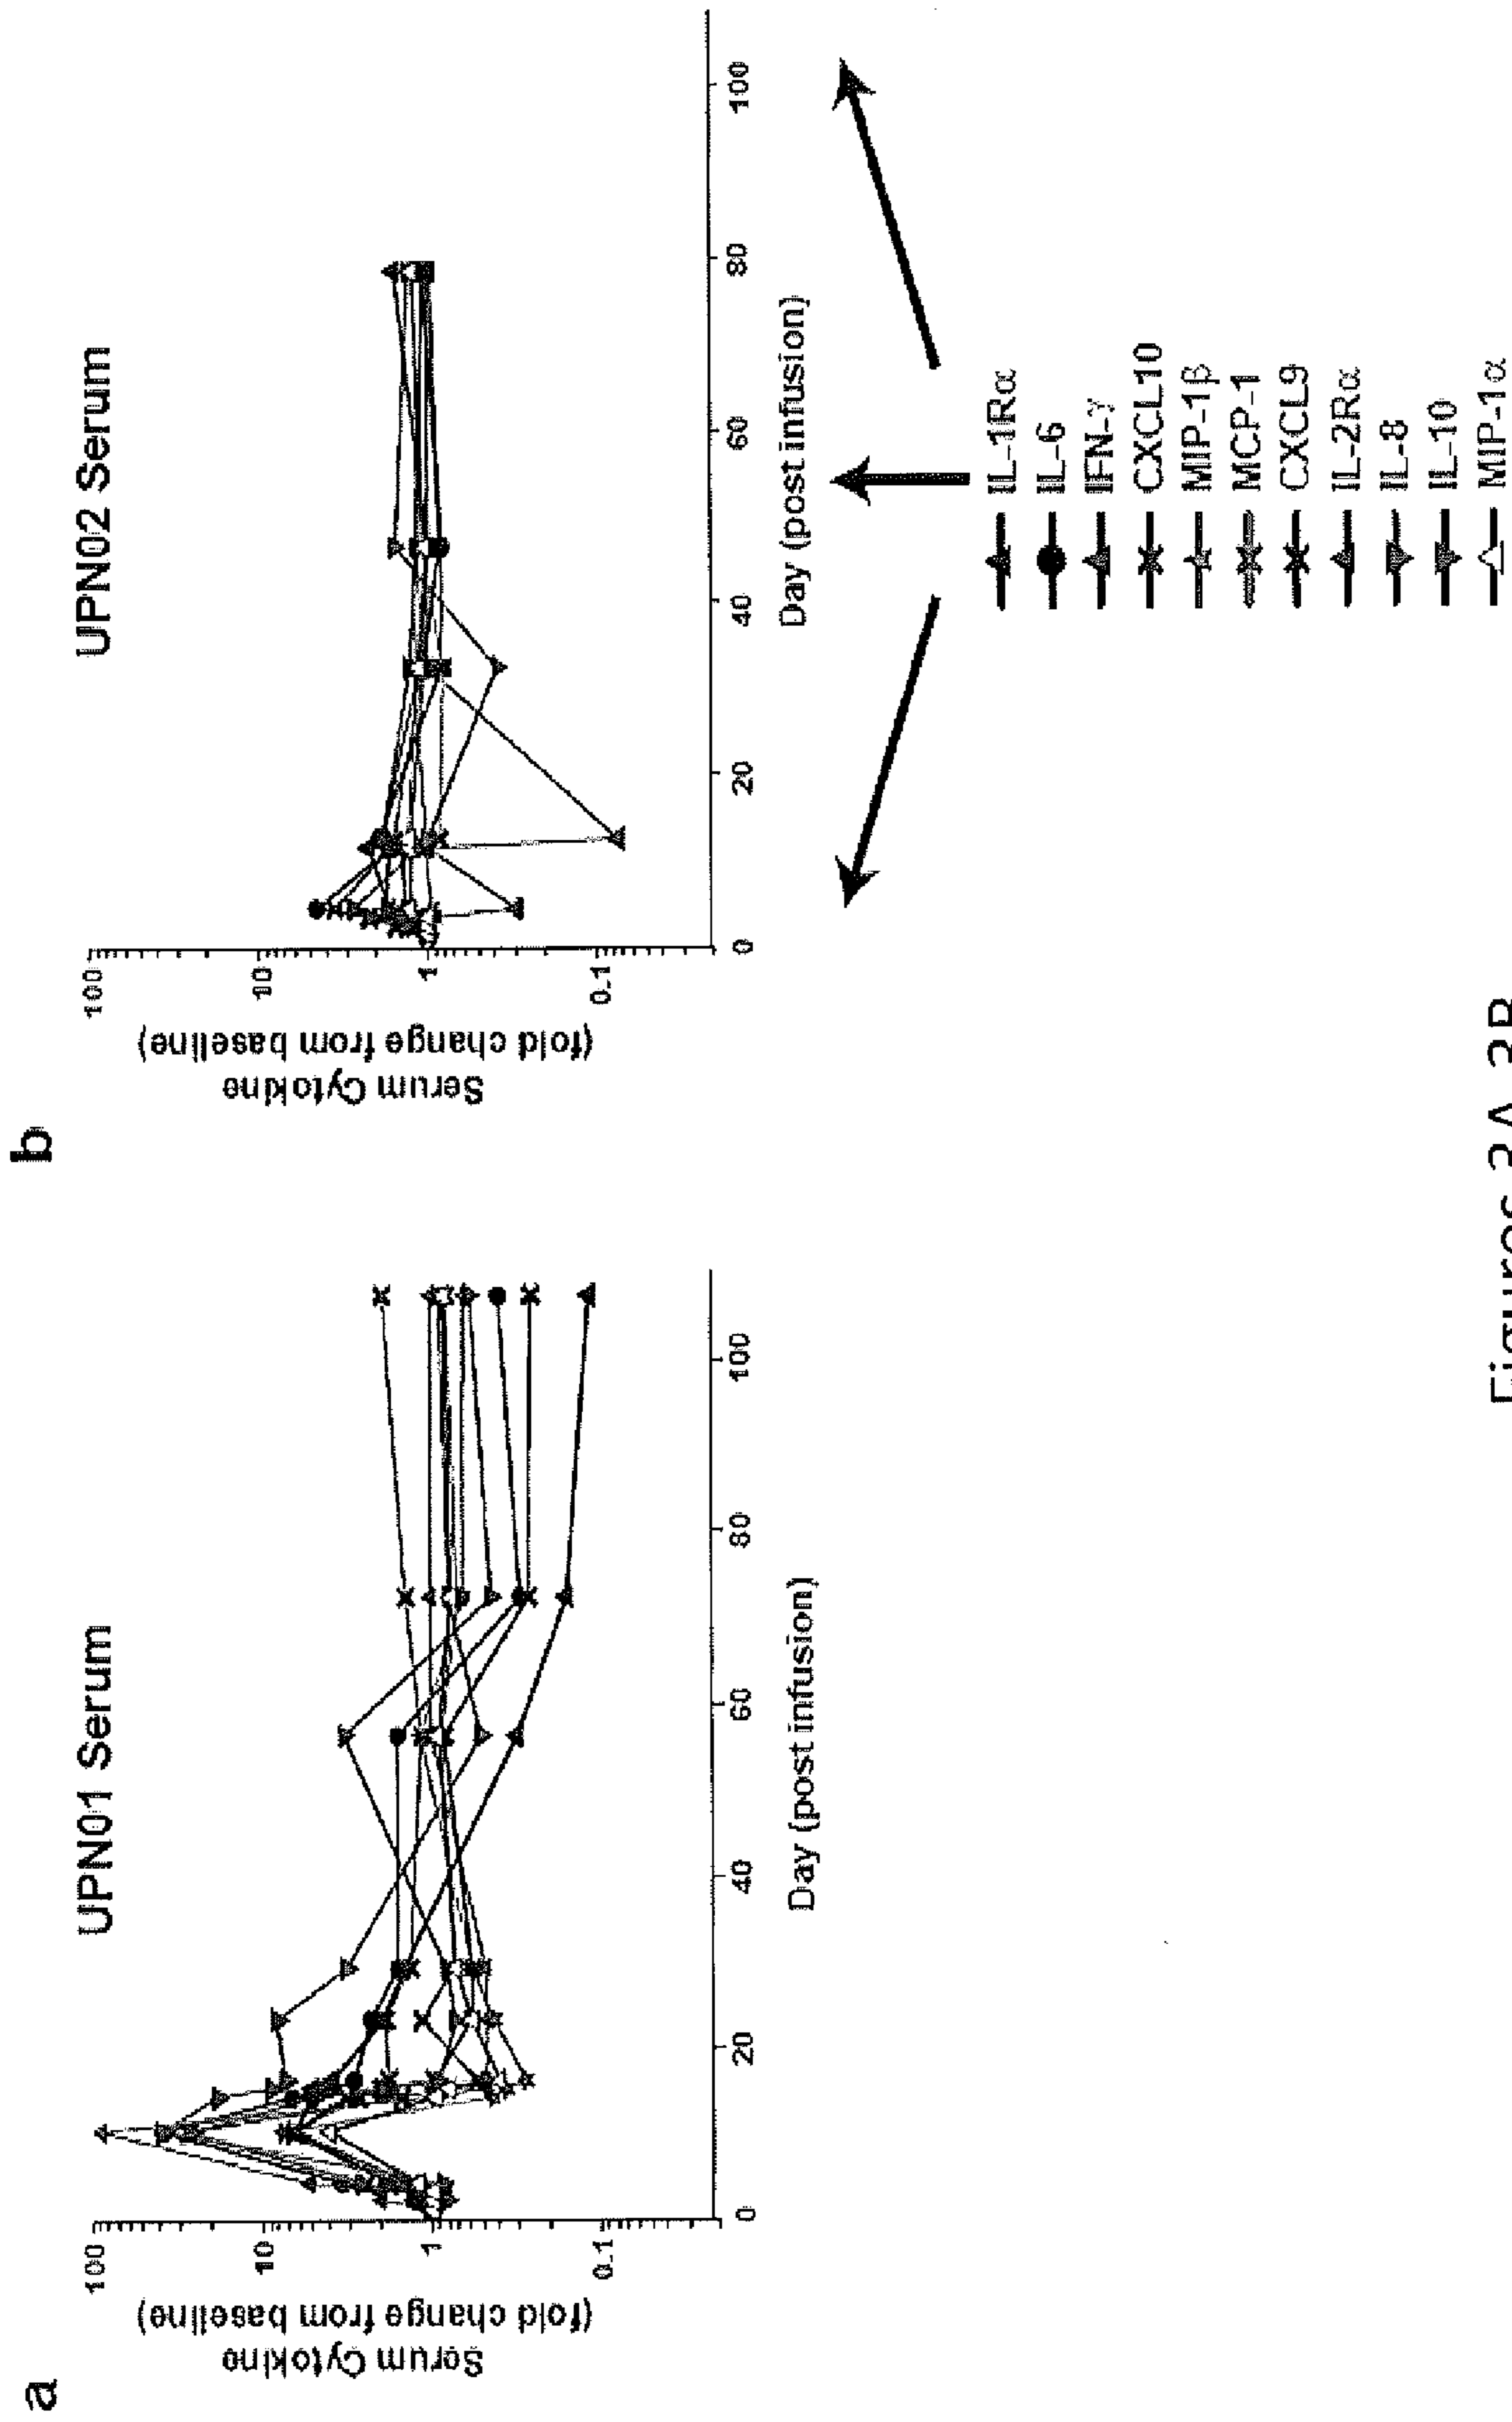 a
UPN01 Serum
Serum Cytokine
(fold change from baseline)
100
10
1
0.1
0
20
40
60
80
100
Day (post infusion)
b
UPN02 Serum
Serum Cytokine
(fold change from baseline)
100
10
1
0.1
0
20
40
60
80
100
Day (post infusion)
IL-1Rα
IL-6
IFN-γ
CXCL10
MIP-1β
MCP-1
CXCL9
IL-2Rα
IL-8
IL-10
MIP-1α
Figures 3A-3B